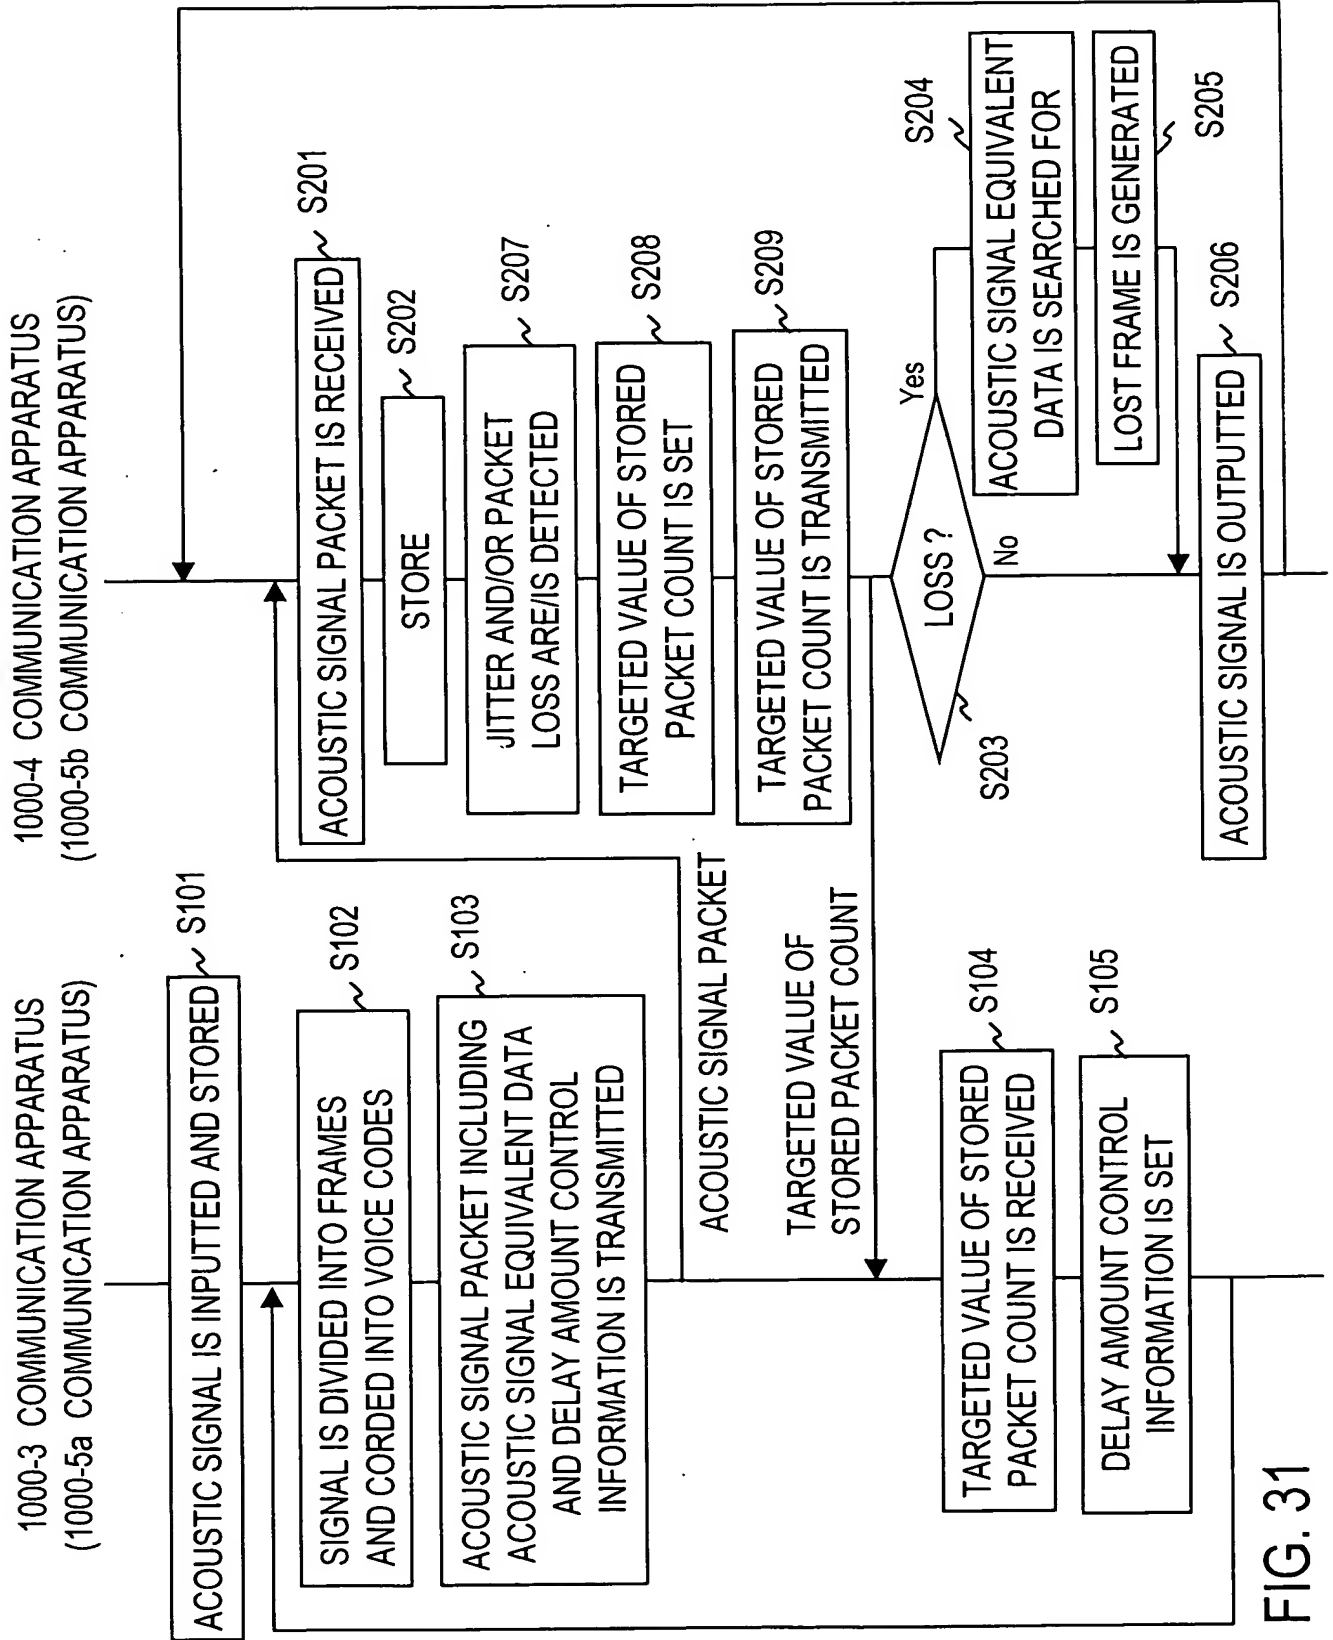 1000-3 COMMUNICATION APPARATUS
(1000-5a COMMUNICATION APPARATUS)
ACOUSTIC SIGNAL IS INPUTTED AND STORED
S101
SIGNAL IS DIVIDED INTO FRAMES
AND CORDED INTO VOICE CODES
S102
ACOUSTIC SIGNAL PACKET INCLUDING
ACOUSTIC SIGNAL EQUIVALENT DATA
AND DELAY AMOUNT CONTROL
INFORMATION IS TRANSMITTED
S103
ACOUSTIC SIGNAL PACKET
TARGETED VALUE OF
STORED PACKET COUNT
TARGETED VALUE OF STORED
PACKET COUNT IS RECEIVED
S104
DELAY AMOUNT CONTROL
INFORMATION IS SET
S105
1000-4 COMMUNICATION APPARATUS
(1000-5b COMMUNICATION APPARATUS)
ACOUSTIC SIGNAL PACKET IS RECEIVED
S201
STORE
S202
JITTER AND/OR PACKET
LOSS ARE/IS DETECTED
S207
TARGETED VALUE OF STORED
PACKET COUNT IS SET
S208
TARGETED VALUE OF STORED
PACKET COUNT IS TRANSMITTED
S209
LOSS ?
S203
Yes
No
ACOUSTIC SIGNAL EQUIVALENT
DATA IS SEARCHED FOR
S204
LOST FRAME IS GENERATED
S205
ACOUSTIC SIGNAL IS OUTPUTTED
S206
FIG. 31